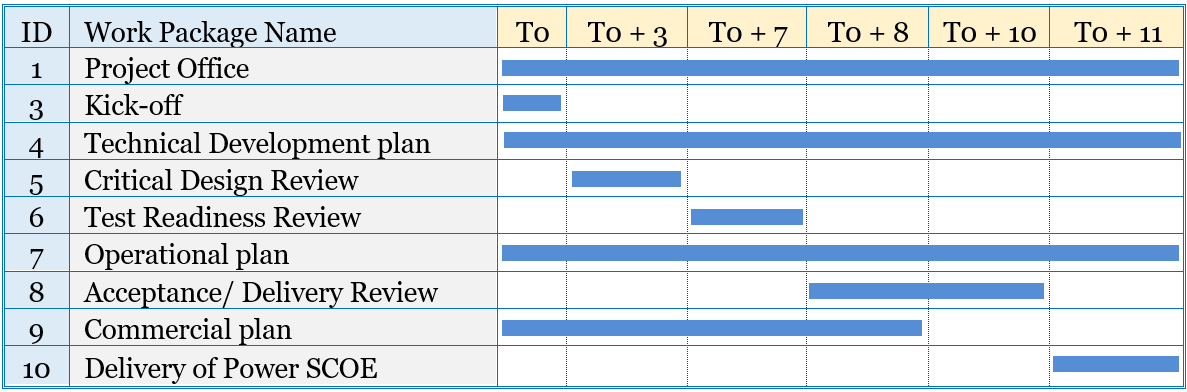 ID Work Package Name To To + 3 To + 7 To + 8 To + 10 To + 11
1 Project Office
3 Kick-off
4 Technical Development plan
5 Critical Design Review
6 Test Readiness Review
7 Operational plan
8 Acceptance/ Delivery Review
9 Commercial plan
10 Delivery of Power SCOE